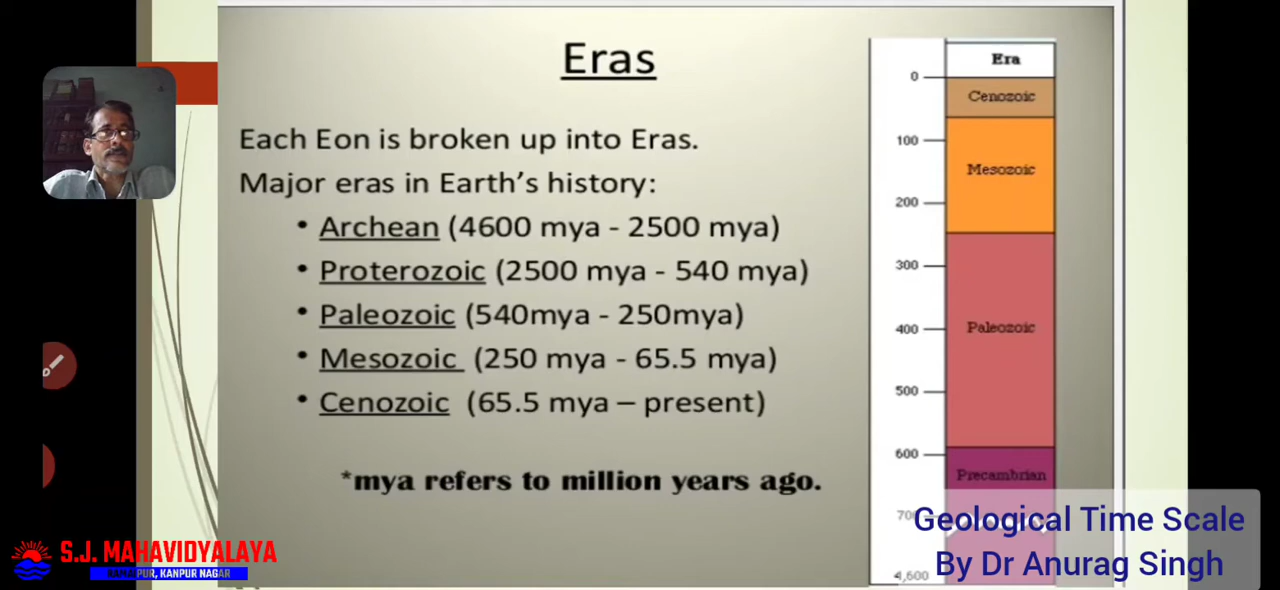 Eras
Each Eon is broken up into Eras.
Major eras in Earth's history:
• Archean (4600 mya - 2500 mya)
• Proterozoic (2500 mya - 540 mya)
• Paleozoic (540mya - 250mya)
• Mesozoic (250 mya - 65.5 mya)
• Cenozoic (65.5 mya – present)
*mya refers to million years ago.
Era
0
Cenozoic
100
Mesozoic
200
300
Paleozoic
400
500
600
Precambrian
4,600
Geological Time Scale
By Dr Anurag Singh
S.J. MAHAVIDYALAYA
RAMAIPUR, KANPUR NAGAR